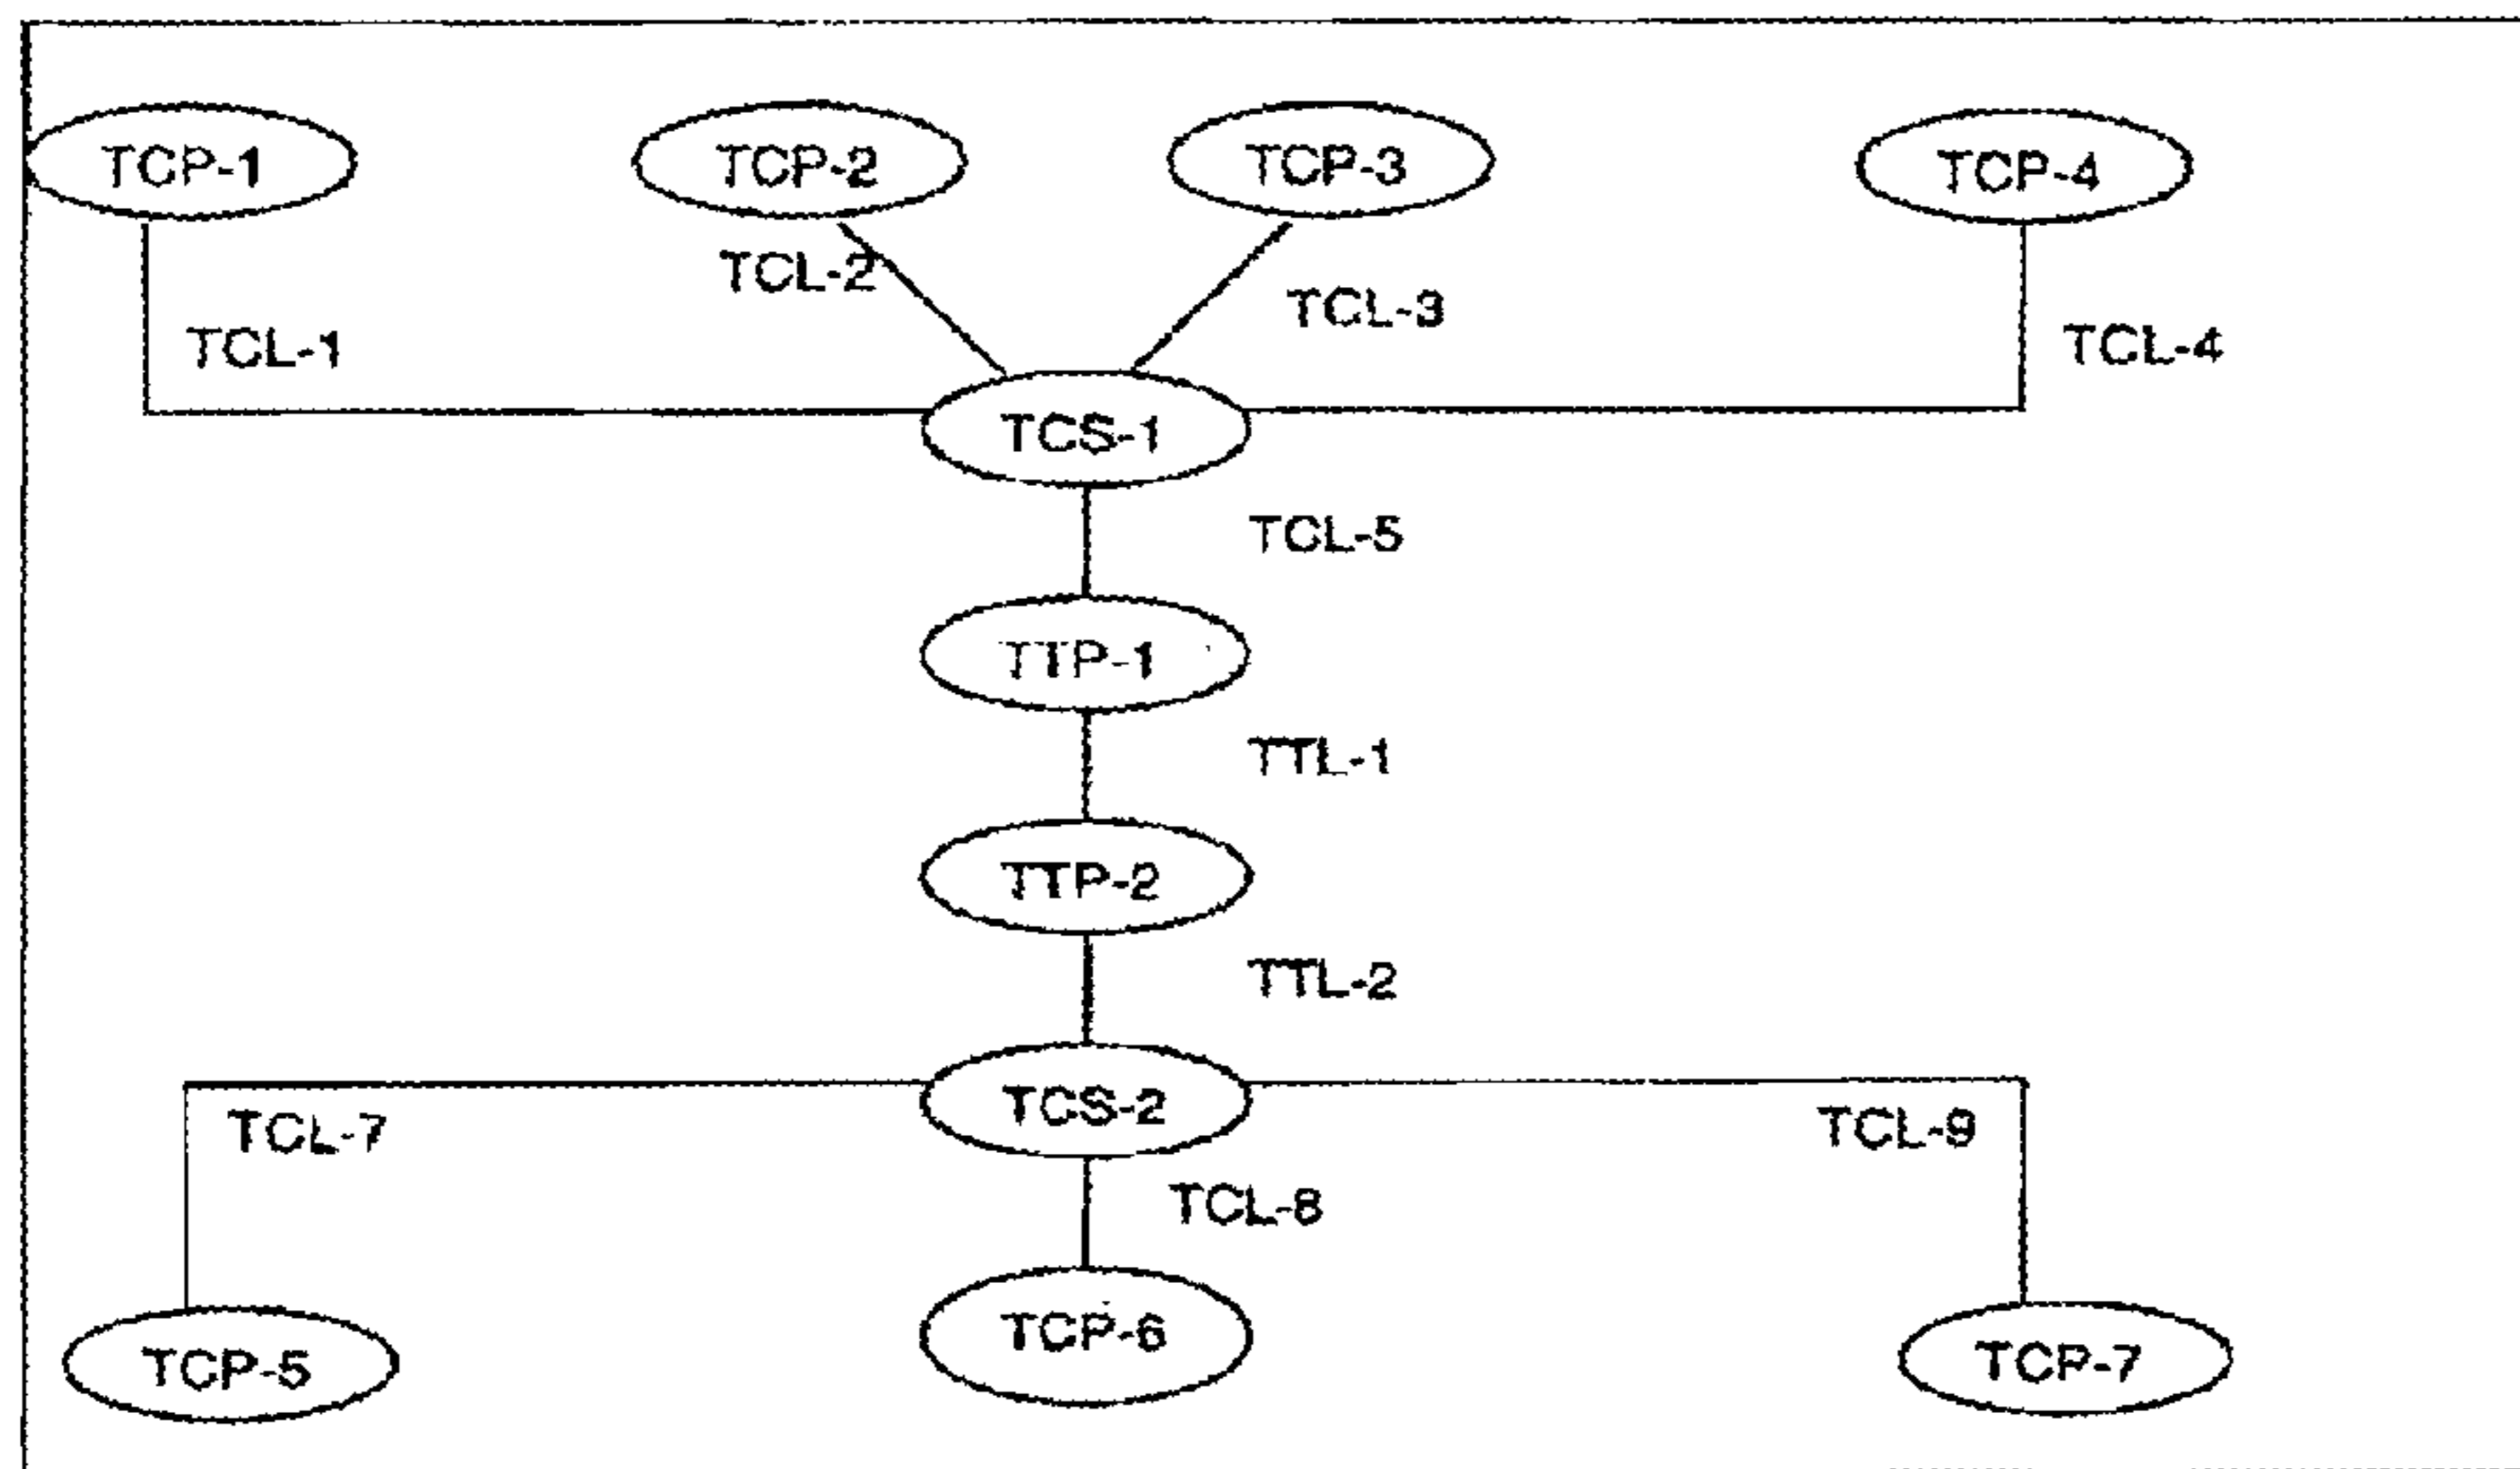 TCP-1
TCP-2
TCP-3
TCP-4
TCL-2
TCL-3
TCL-1
TCL-4
TCS-1
TCL-5
TTP-1
TTL-1
TTP-2
TTL-2
TCS-2
TCL-7
TCL-9
TCL-8
TCP-5
TCP-6
TCP-7